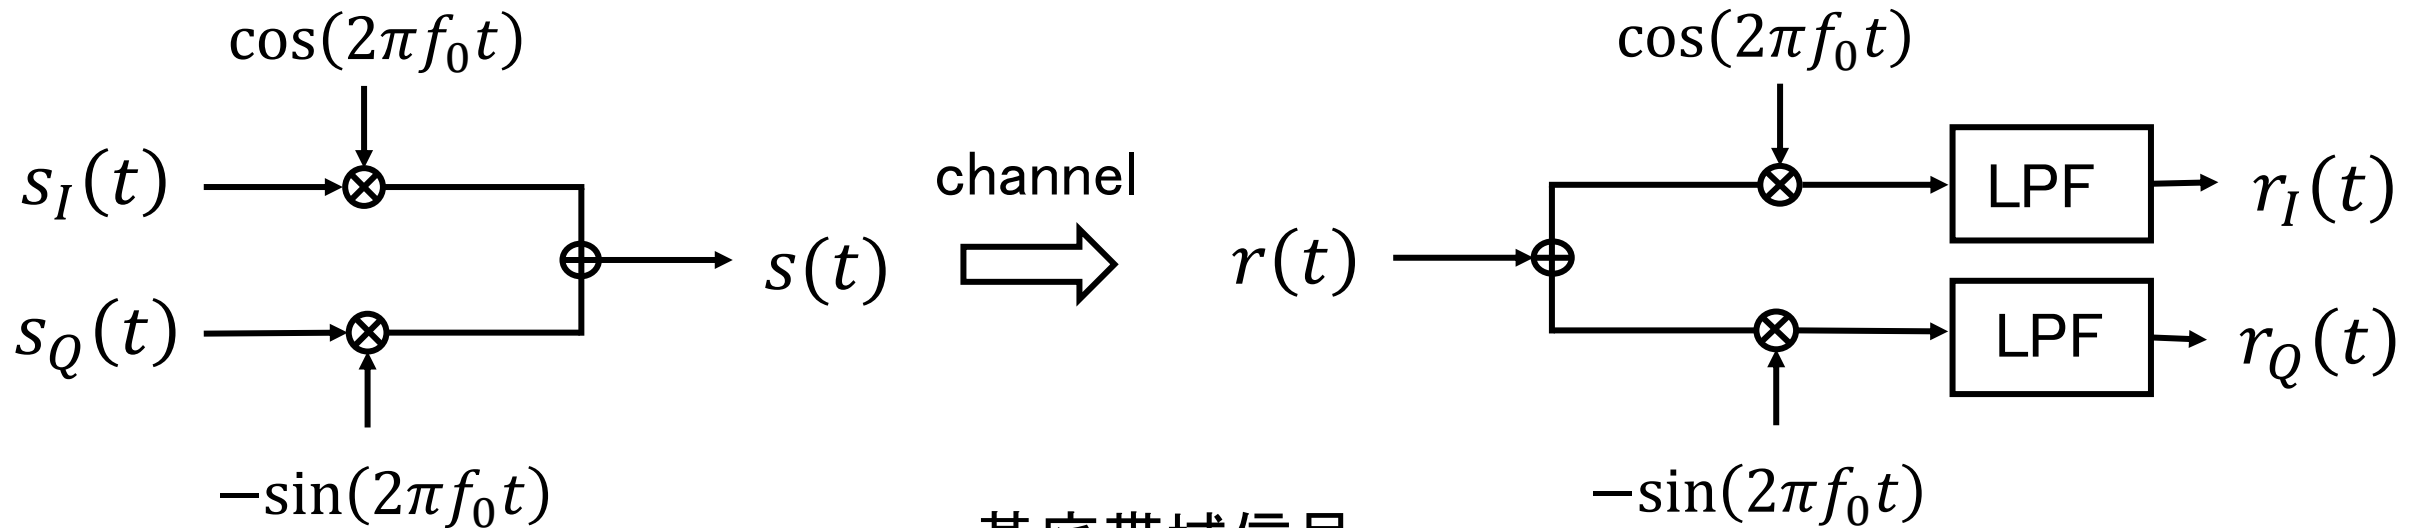 cos(2πf₀t)
cos(2πf₀t)
s_I(t)
channel
LPF
r_I(t)
s(t)
r(t)
s_Q(t)
LPF
r_Q(t)
−sin(2πf₀t)
−sin(2πf₀t)